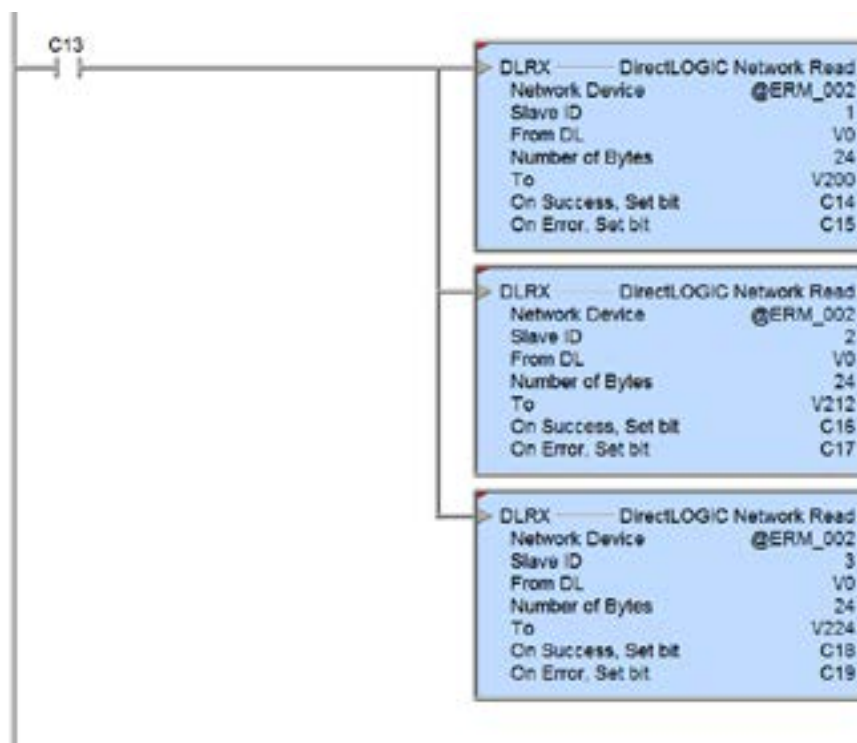 C13
DLRX DirectLOGIC Network Read
Network Device @ERM_002
Slave ID 1
From DL V0
Number of Bytes 24
To V200
On Success, Set bit C14
On Error, Set bit C15
DLRX DirectLOGIC Network Read
Network Device @ERM_002
Slave ID 2
From DL V0
Number of Bytes 24
To V212
On Success, Set bit C16
On Error, Set bit C17
DLRX DirectLOGIC Network Read
Network Device @ERM_002
Slave ID 3
From DL V0
Number of Bytes 24
To V224
On Success, Set bit C18
On Error, Set bit C19